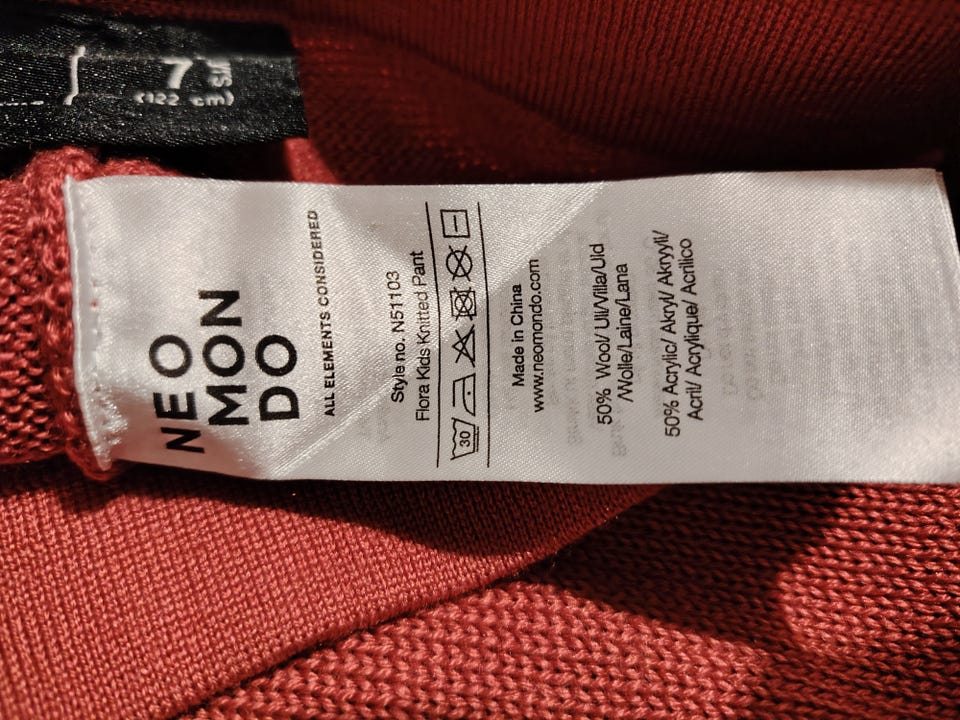 7
(122 cm)
NEO
MON
DO
ALL ELEMENTS CONSIDERED
Style no. N51103
Flora Kids Knitted Pant
30
Made in China
www.neomondo.com
50% Wool/ Ull/Villa/Uld
/Wolle/Laine/Lana
50% Acrylic/ Akryl/ Akryyli/
Acril/ Acrylique/ Acrilico